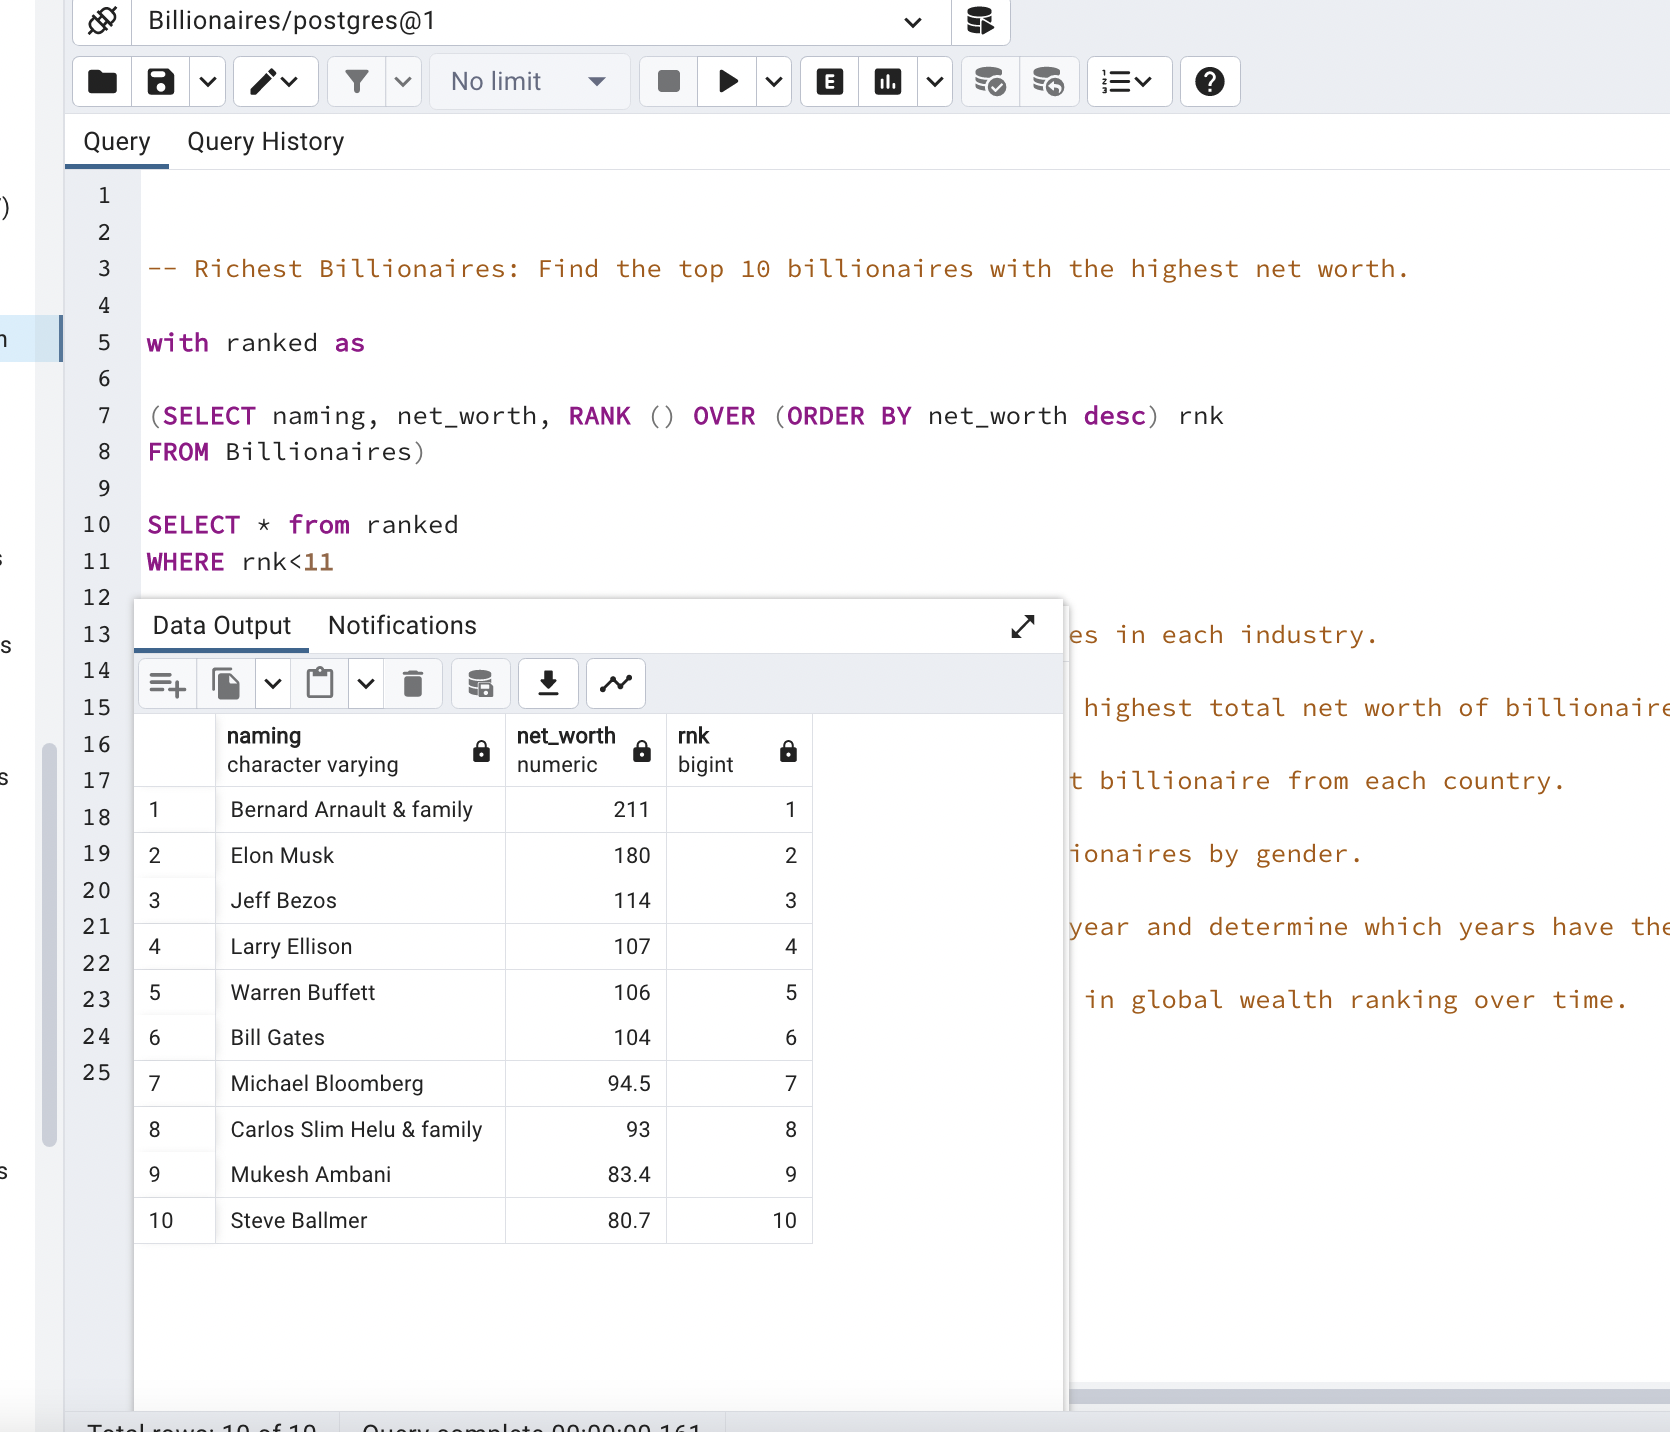 Billionaires/postgres@1
No limit
E
Query Query History
1
2
3 -- Richest Billionaires: Find the top 10 billionaires with the highest net worth.
4
5 with ranked as
6
7 (SELECT naming, net_worth, RANK () OVER (ORDER BY net_worth desc) rnk
8 FROM Billionaires)
9
10 SELECT * from ranked
11 WHERE rnk<11
12
13 es in each industry.
14
15 highest total net worth of billionaire
16
17 t billionaire from each country.
18
19 ionaires by gender.
20
21 year and determine which years have the
22
23 in global wealth ranking over time.
24
25
Data Output Notifications
naming net_worth rnk
character varying numeric bigint
1 Bernard Arnault & family 211 1
2 Elon Musk 180 2
3 Jeff Bezos 114 3
4 Larry Ellison 107 4
5 Warren Buffett 106 5
6 Bill Gates 104 6
7 Michael Bloomberg 94.5 7
8 Carlos Slim Helu & family 93 8
9 Mukesh Ambani 83.4 9
10 Steve Ballmer 80.7 10
Total rows: 10 of 10 Query complete 00:00:00.161